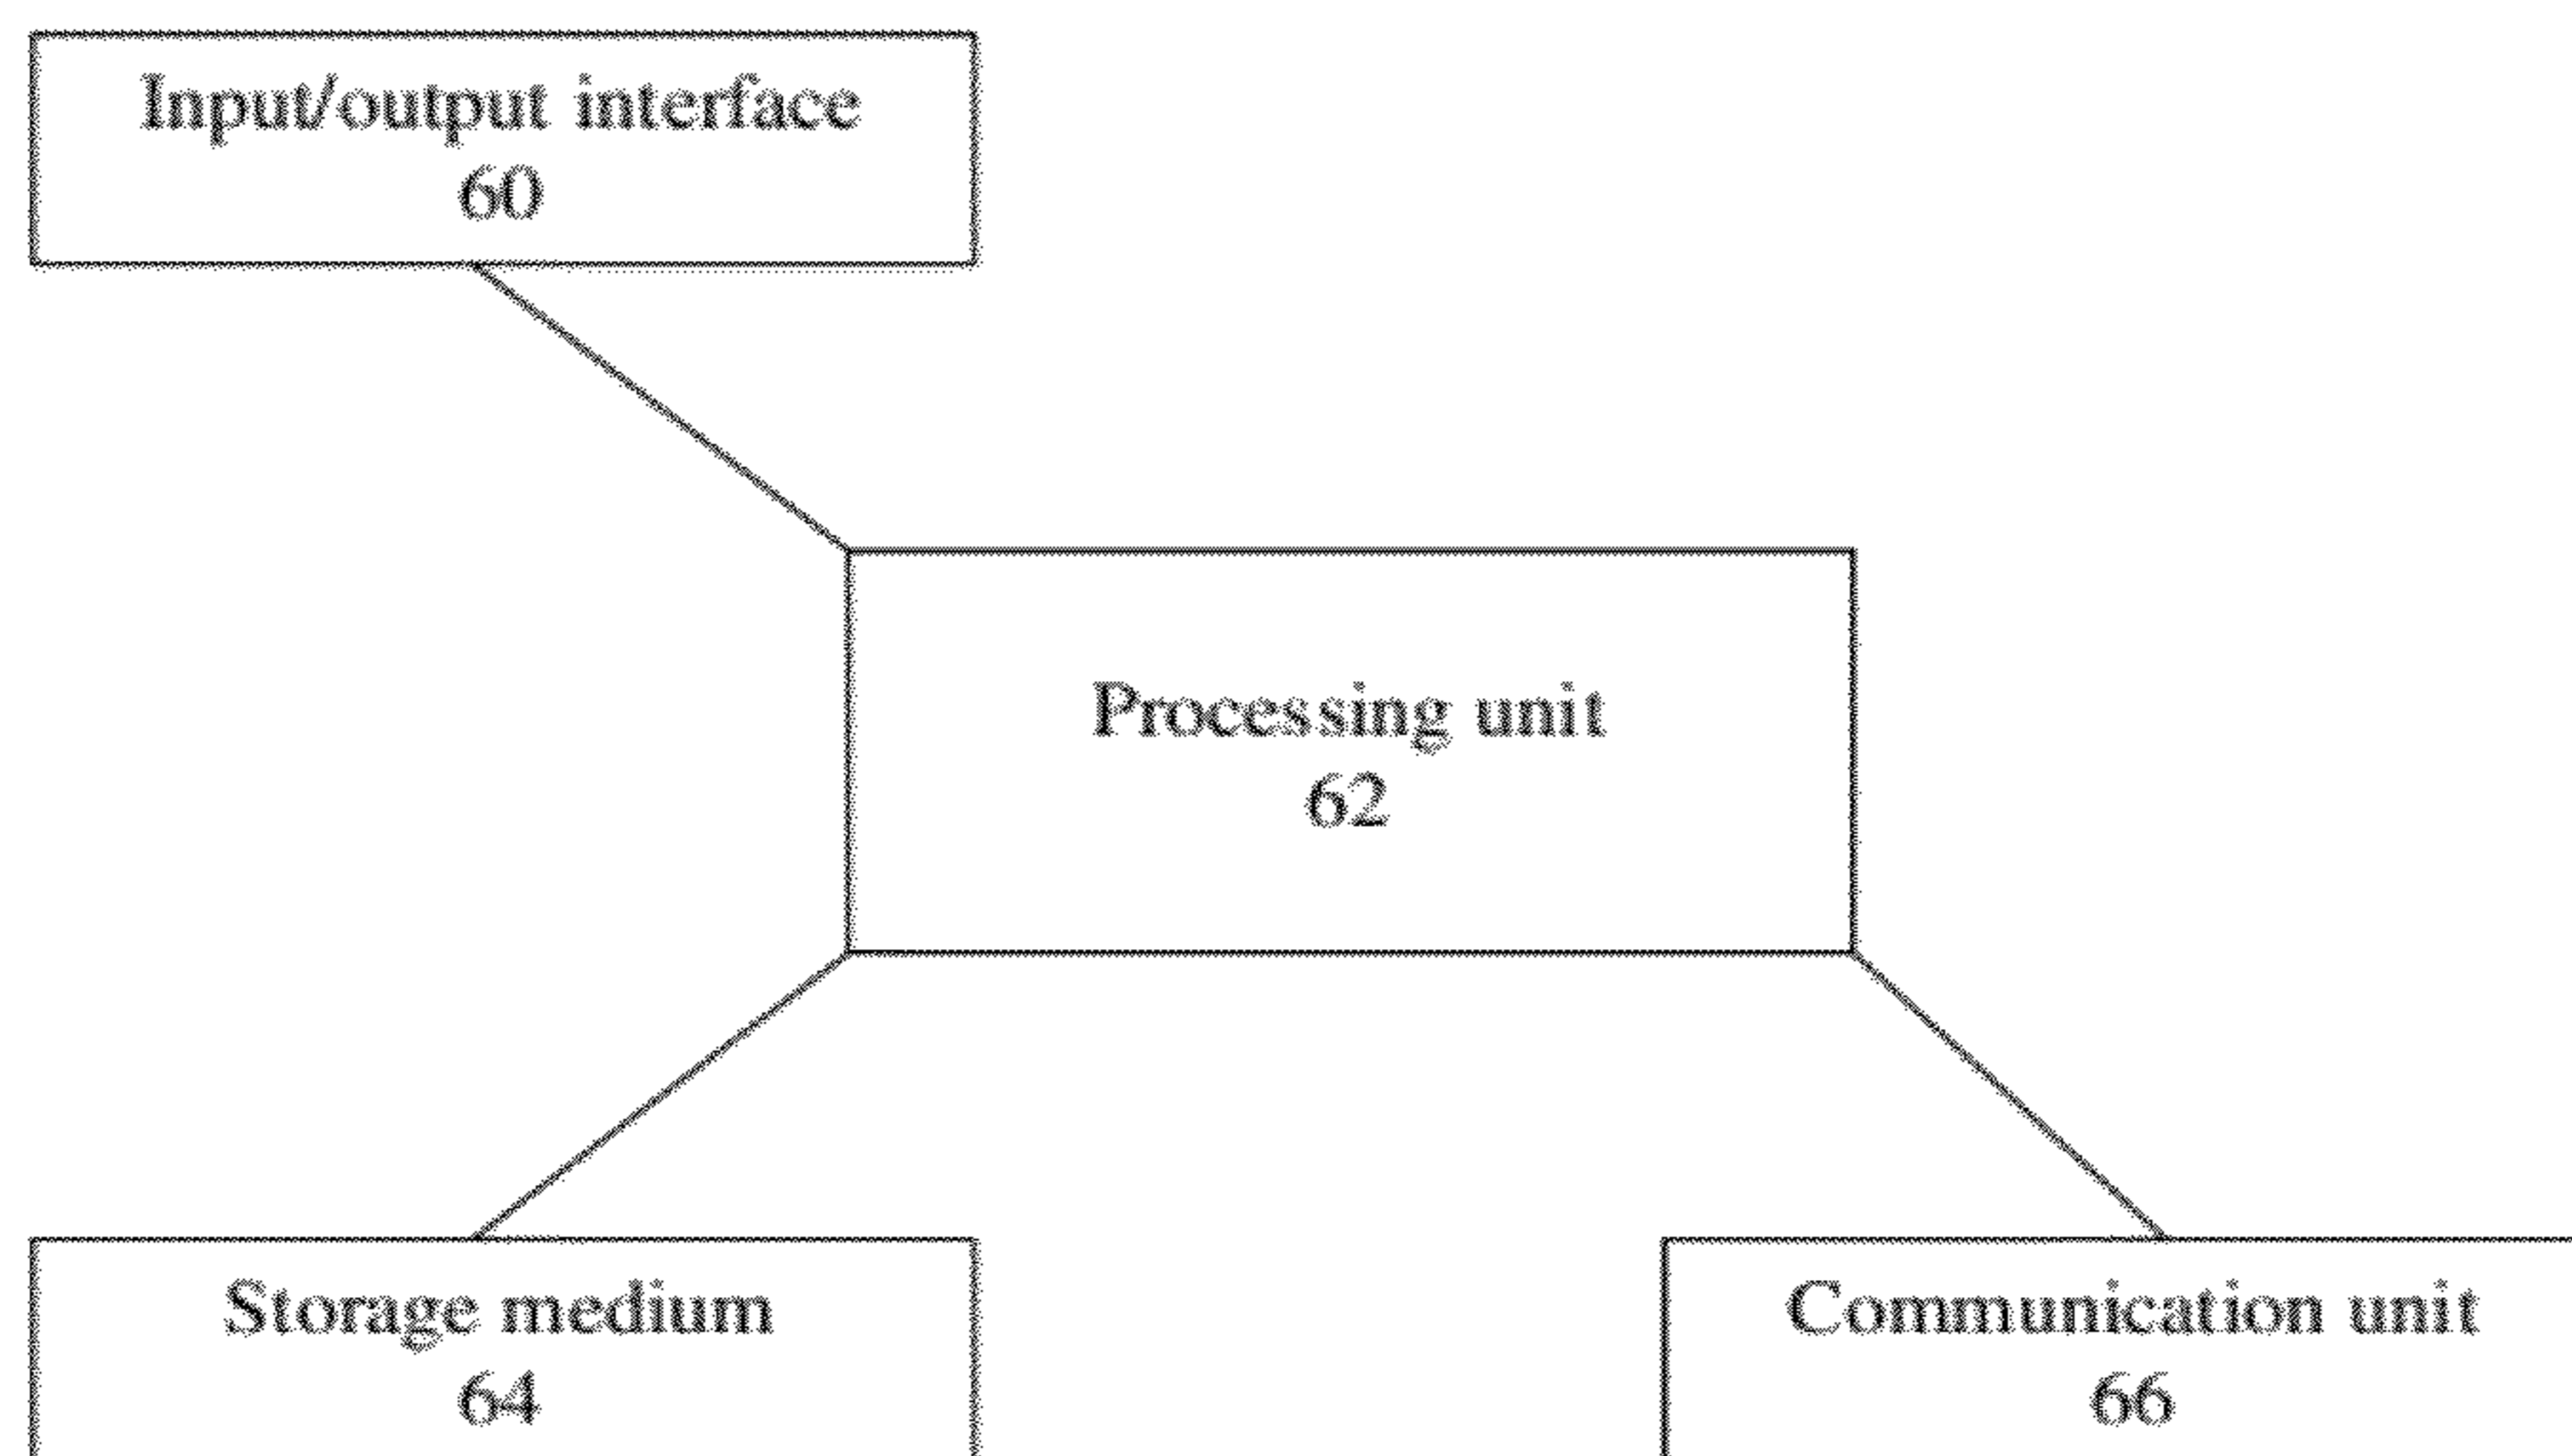 Input/output interface
60
Processing unit
62
Storage medium
64
Communication unit
66